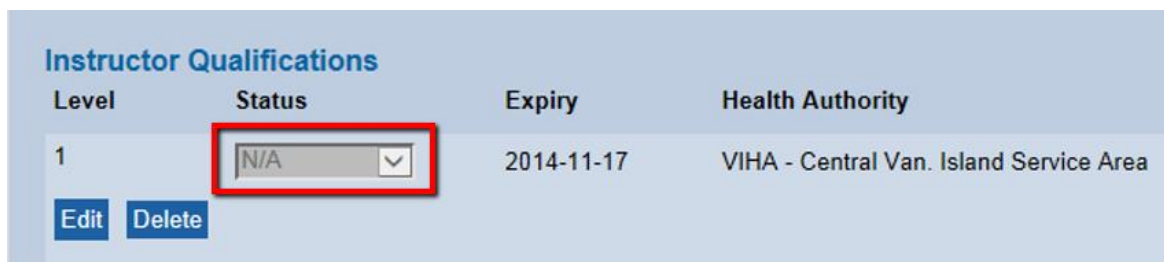 Instructor Qualifications
Level Status Expiry Health Authority
1 N/A 2014-11-17 VIHA - Central Van. Island Service Area
Edit Delete